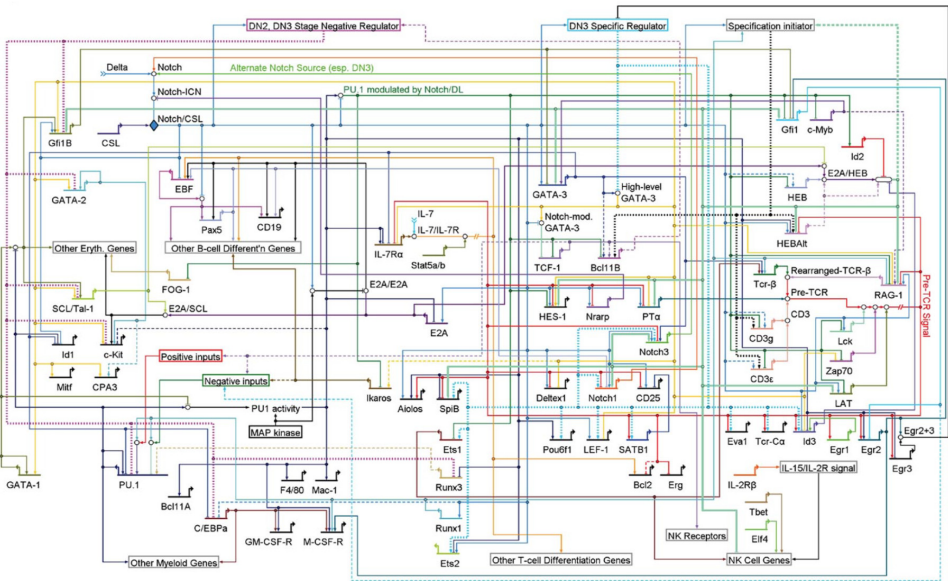 DN2, DN3 Stage Negative Regulator
DN3 Specific Regulator
Specification initiator
Delta
Notch
Alternate Notch Source (esp. DN3)
Notch-ICN
PU.1 modulated by Notch/DL
Notch/CSL
Gfi1B
CSL
Gfi1
c-Myb
Id2
E2A/HEB
GATA-2
EBF
Pax5
CD19
GATA-3
High-level
GATA-3
HEB
HEBAlt
IL-7
IL-7/IL-7R
IL-7Rα
Stat5a/b
Notch-mod.
GATA-3
TCF-1
Bcl11B
Other Eryth. Genes
Other B-cell Different'n Genes
FOG-1
Tcr-β
Rearranged-TCR-β
RAG-1
Pre-TCR
Pre-TCR Signal
SCL/Tal-1
E2A/SCL
E2A/E2A
E2A
HES-1
Nrarp
PTα
CD3
CD3g
Lck
Id1
c-Kit
Notch3
Zap70
CD3ε
Positive inputs
Negative inputs
Mitf
CPA3
Ikaros
Aiolos
SpiB
Deltex1
Notch1
CD25
LAT
PU1 activity
MAP kinase
Ets1
Pou6f1
LEF-1
SATB1
Eva1
Tcr-Cα
Id3
Egr1
Egr2
Egr2+3
Egr3
GATA-1
PU.1
Bcl11A
F4/80
Mac-1
Runx3
Bcl2
Erg
IL-2Rβ
IL-15/IL-2R signal
C/EBPa
GM-CSF-R
M-CSF-R
Runx1
Tbet
Elf4
NK Receptors
Ets2
Other Myeloid Genes
Other T-cell Differentiation Genes
NK Cell Genes